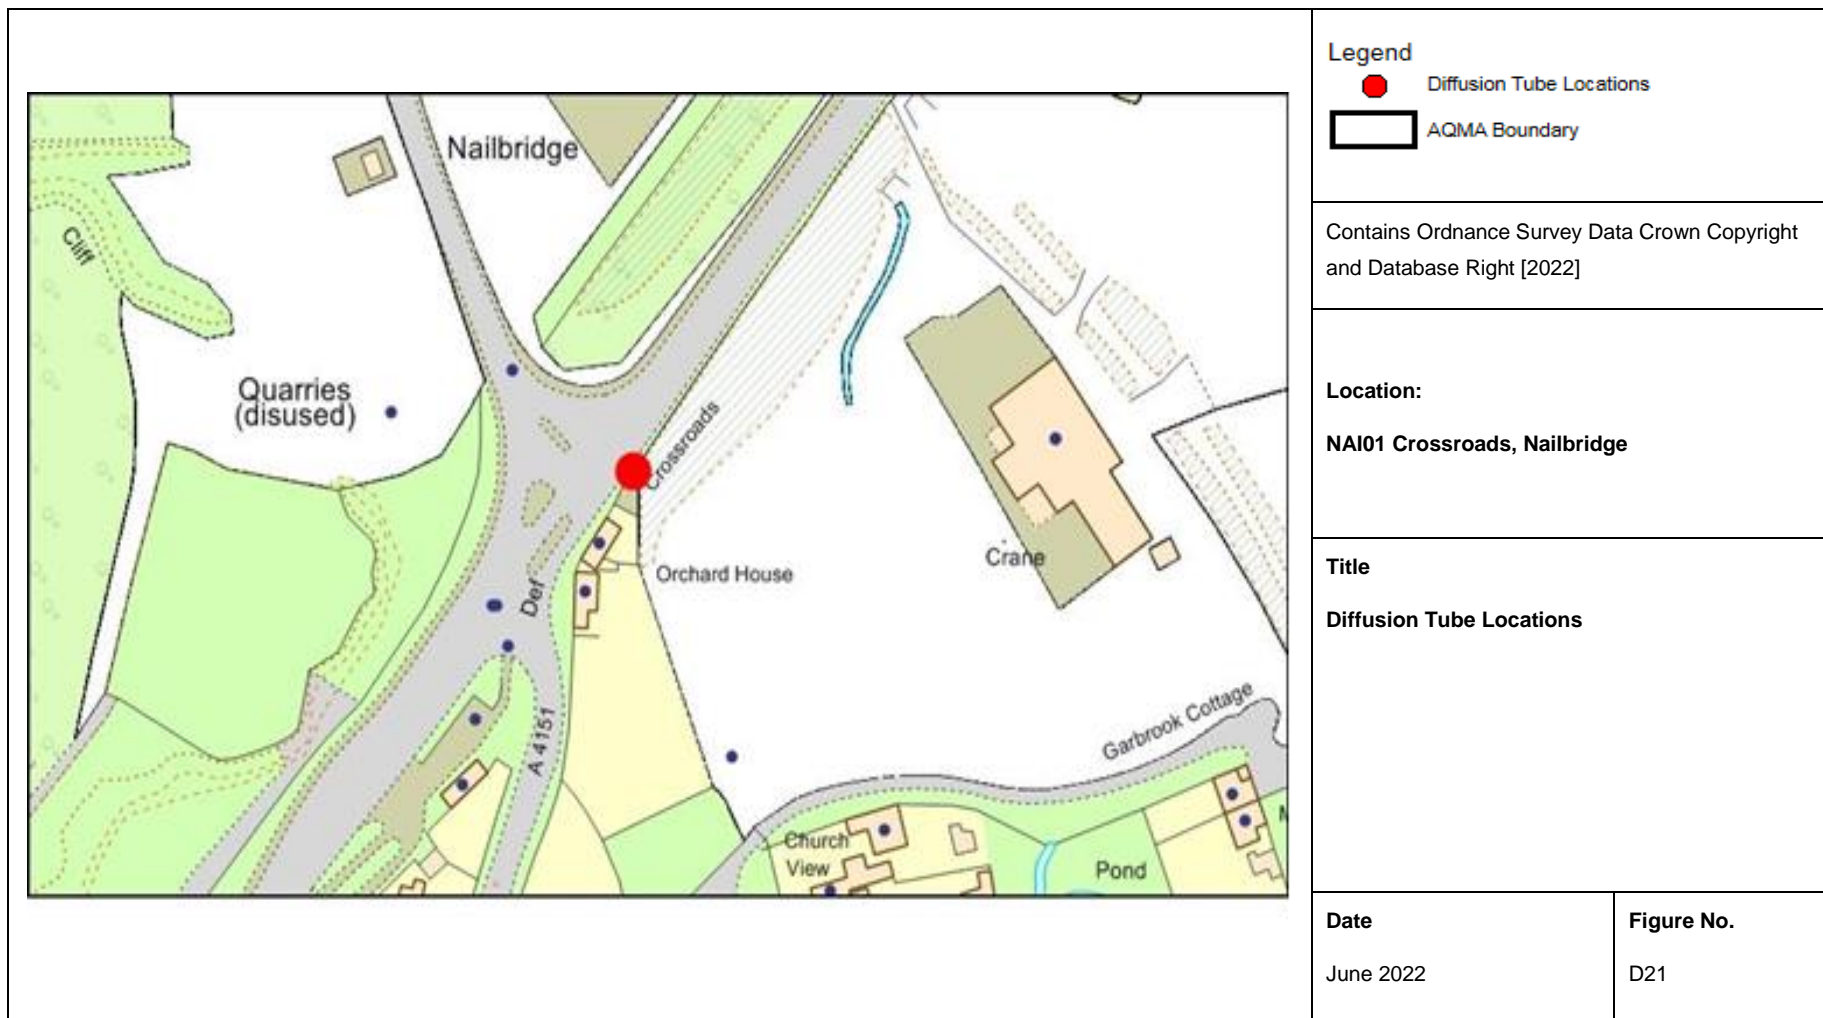 Nailbridge
Cliff
Quarries
(disused)
Crossroads
Orchard House
Crane
Def
A 4151
Garbrook Cottage
Church
View
Pond
M
Legend
Diffusion Tube Locations
AQMA Boundary
Contains Ordnance Survey Data Crown Copyright
and Database Right [2022]
Location:
NAI01 Crossroads, Nailbridge
Title
Diffusion Tube Locations
Date
June 2022
Figure No.
D21